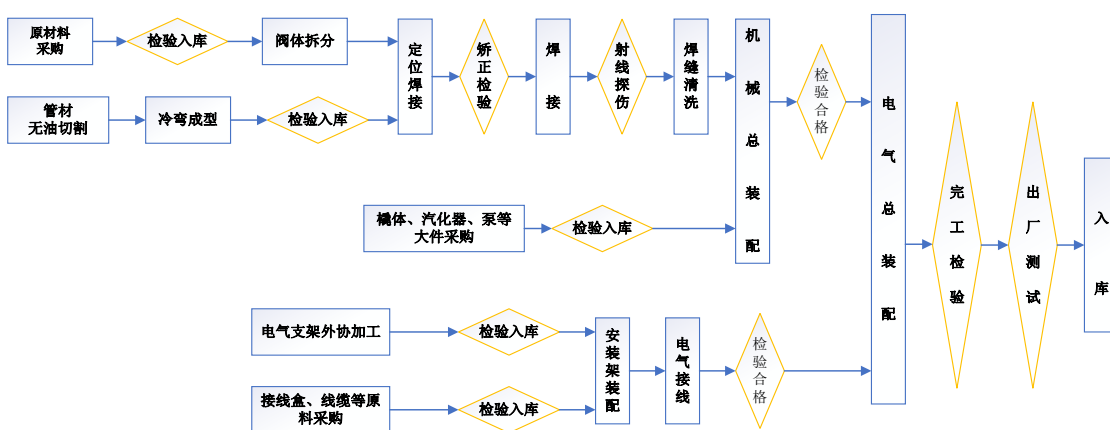 原材料
采购
检验入库
阀体拆分
定位焊接
矫正检验
焊接
射线探伤
焊缝清洗
机械总装配
检验合格
电气总装配
管材
无油切割
冷弯成型
检验入库
橇体、汽化器、泵等
大件采购
检验入库
完工检验
出厂测试
入库
电气支架外协加工
检验入库
安装架装配
电气接线
检验合格
接线盒、线缆等原
料采购
检验入库